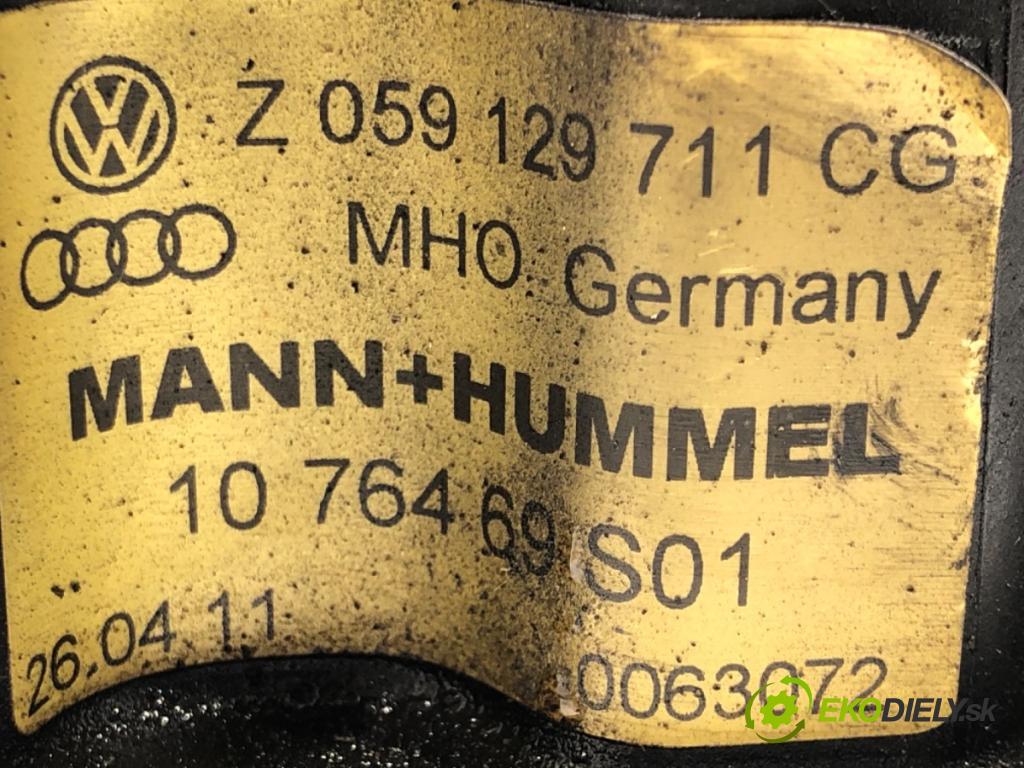 Z 059 129 711 CG
MHO Germany
MANN+HUMMEL
10 764 69 S01
26.04.11
0063072
EKODIELY.sk